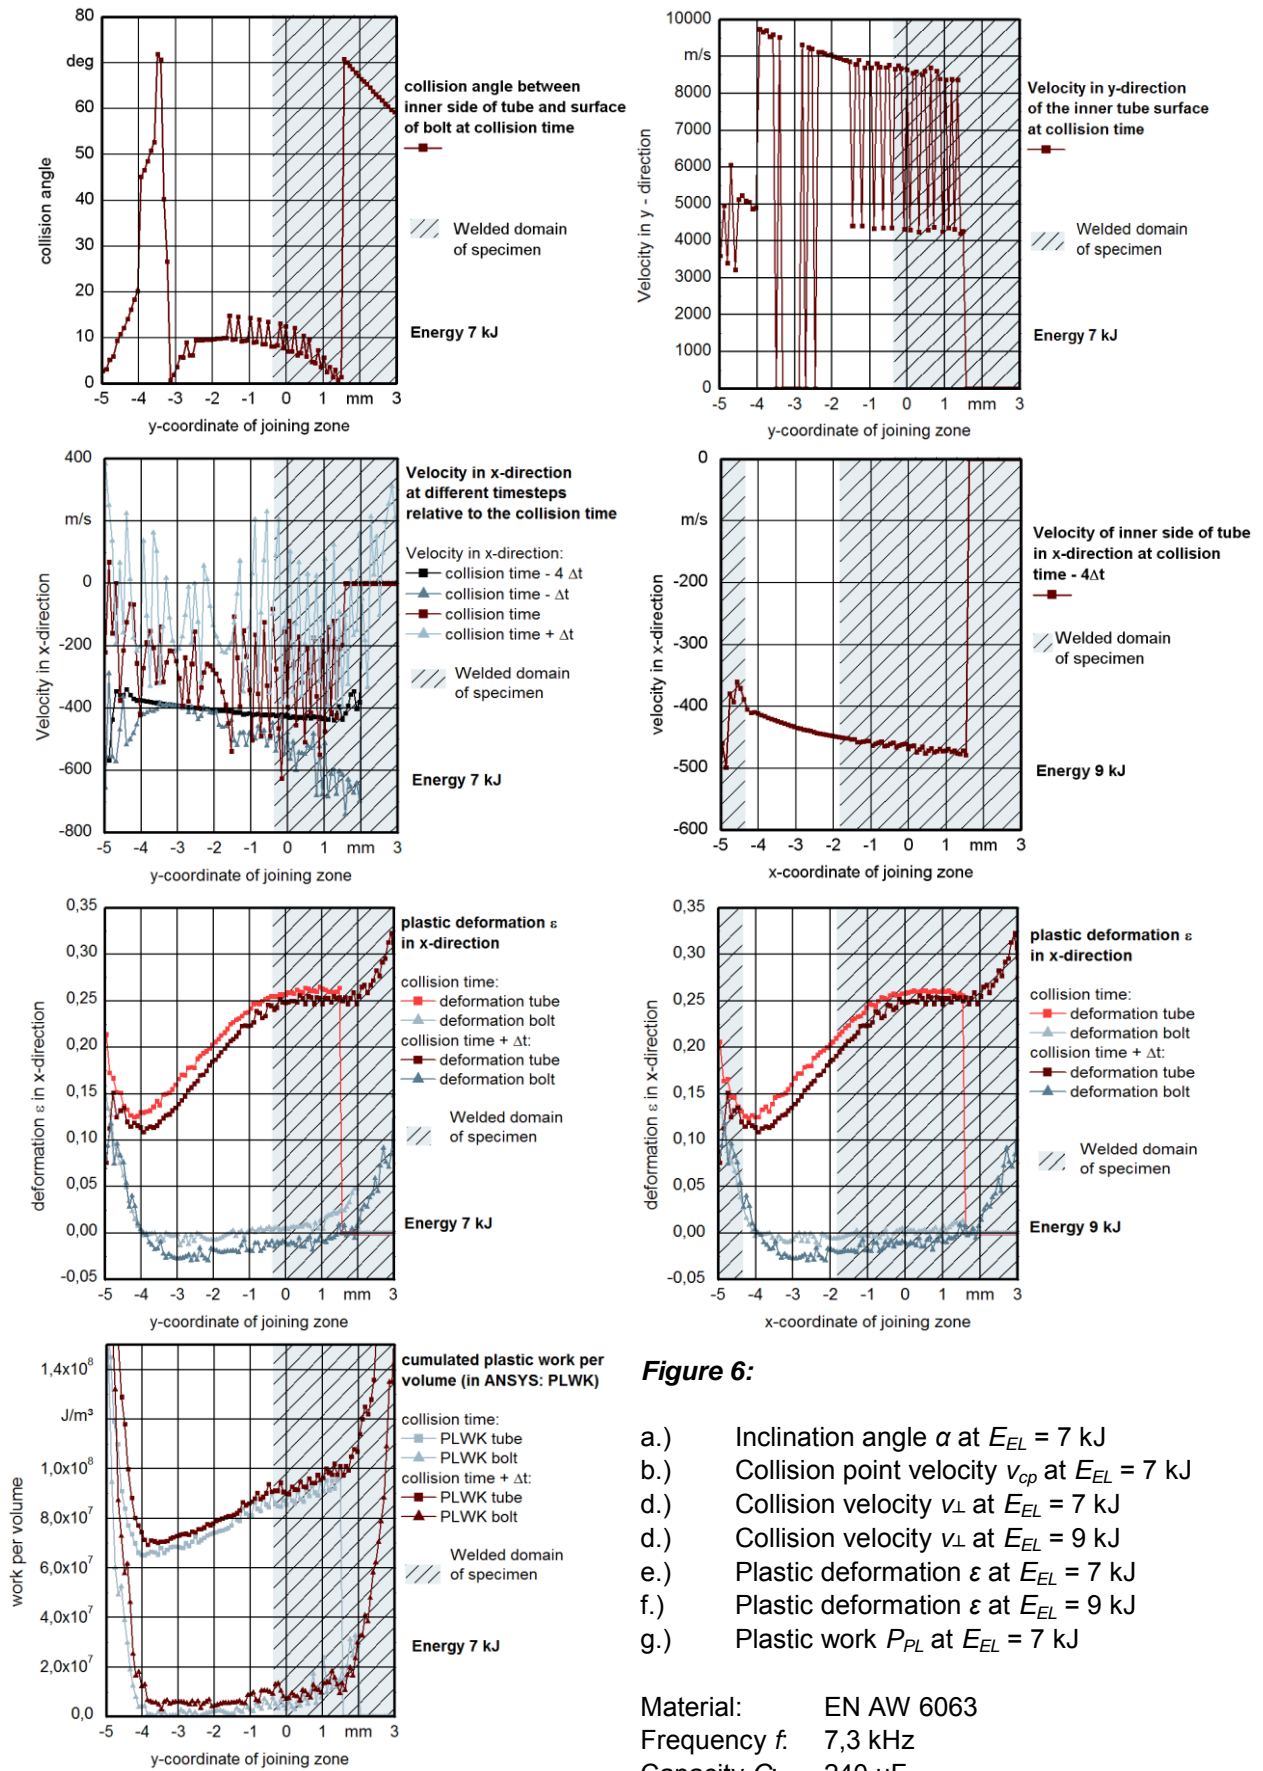 80
deg
60
50
40
30
20
10
0
collision angle
-5 -4 -3 -2 -1 0 1 mm 3
y-coordinate of joining zone
collision angle between
inner side of tube and surface
of bolt at collision time
Welded domain
of specimen
Energy 7 kJ
10000
m/s
8000
7000
6000
5000
4000
3000
2000
1000
0
Velocity in y - direction
-5 -4 -3 -2 -1 0 1 mm 3
y-coordinate of joining zone
Velocity in y-direction
of the inner tube surface
at collision time
Welded domain
of specimen
Energy 7 kJ
400
m/s
0
-200
-400
-600
-800
Velocity in x-direction
-5 -4 -3 -2 -1 0 1 mm 3
y-coordinate of joining zone
Velocity in x-direction
at different timesteps
relative to the collision time
Velocity in x-direction:
collision time - 4 Δt
collision time - Δt
collision time
collision time + Δt
Welded domain
of specimen
Energy 7 kJ
0
m/s
-200
-300
-400
-500
-600
velocity in x-direction
-5 -4 -3 -2 -1 0 1 mm 3
x-coordinate of joining zone
Velocity of inner side of tube
in x-direction at collision
time - 4Δt
Welded domain
of specimen
Energy 9 kJ
0,35
0,30
0,25
0,20
0,15
0,10
0,05
0,00
-0,05
deformation ε in x-direction
-5 -4 -3 -2 -1 0 1 mm 3
y-coordinate of joining zone
plastic deformation ε
in x-direction
collision time:
deformation tube
deformation bolt
collision time + Δt:
deformation tube
deformation bolt
Welded domain
of specimen
Energy 7 kJ
0,35
0,30
0,25
0,20
0,15
0,10
0,05
0,00
-0,05
deformation ε in x-direction
-5 -4 -3 -2 -1 0 1 mm 3
x-coordinate of joining zone
plastic deformation ε
in x-direction
collision time:
deformation tube
deformation bolt
collision time + Δt:
deformation tube
deformation bolt
Welded domain
of specimen
Energy 9 kJ
1,4x10⁸
J/m³
1,0x10⁸
8,0x10⁷
6,0x10⁷
4,0x10⁷
2,0x10⁷
0,0
work per volume
-5 -4 -3 -2 -1 0 1 mm 3
y-coordinate of joining zone
cumulated plastic work per
volume (in ANSYS: PLWK)
collision time:
PLWK tube
PLWK bolt
collision time + Δt:
PLWK tube
PLWK bolt
Welded domain
of specimen
Energy 7 kJ
Figure 6:
a.) Inclination angle α at E_EL = 7 kJ
b.) Collision point velocity v_cp at E_EL = 7 kJ
d.) Collision velocity v⊥ at E_EL = 7 kJ
d.) Collision velocity v⊥ at E_EL = 9 kJ
e.) Plastic deformation ε at E_EL = 7 kJ
f.) Plastic deformation ε at E_EL = 9 kJ
g.) Plastic work P_PL at E_EL = 7 kJ
Material: EN AW 6063
Frequency f: 7,3 kHz
Capacity C: 240 µF